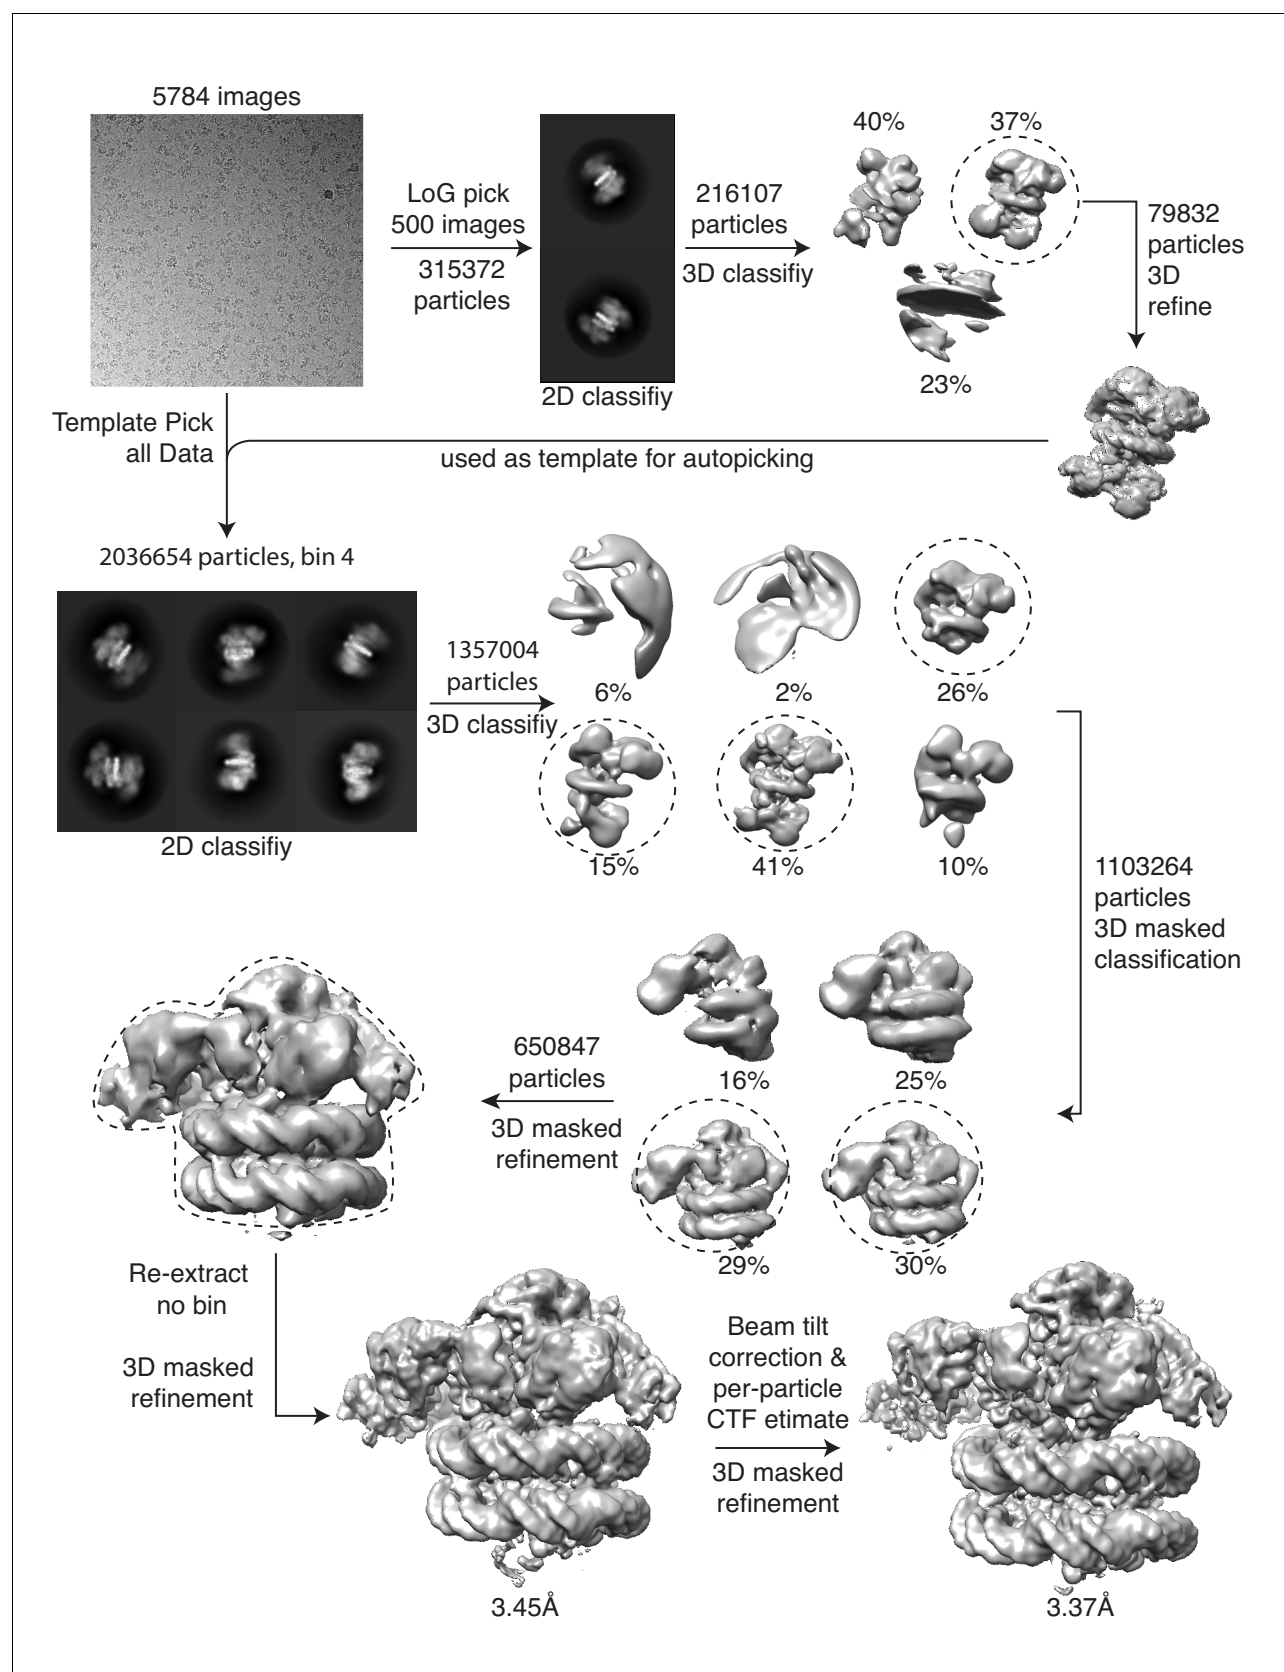 5784 images
LoG pick
500 images
315372
particles
2D classifiy
216107
particles
3D classifiy
40%
37%
23%
79832
particles
3D
refine
Template Pick
all Data
used as template for autopicking
2036654 particles, bin 4
2D classifiy
1357004
particles
3D classifiy
6%
2%
26%
15%
41%
10%
1103264
particles
3D masked
classification
16%
25%
29%
30%
650847
particles
3D masked
refinement
Re-extract
no bin
3D masked
refinement
3.45Å
Beam tilt
correction &
per-particle
CTF etimate
3D masked
refinement
3.37Å